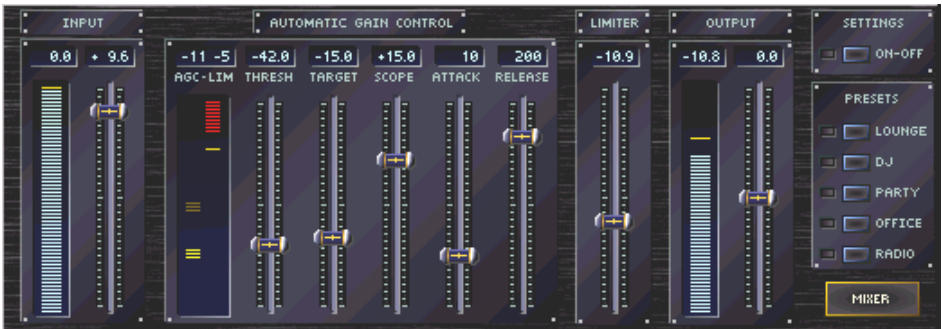 INPUT
AUTOMATIC GAIN CONTROL
LIMITER
OUTPUT
SETTINGS
0.0
+ 9.6
-11 -5
-42.0
-15.0
+15.0
10
200
-10.9
-10.8
0.0
ON-OFF
AGC-LIM
THRESH
TARGET
SCOPE
ATTACK
RELEASE
PRESETS
LOUNGE
DJ
PARTY
OFFICE
RADIO
MIXER